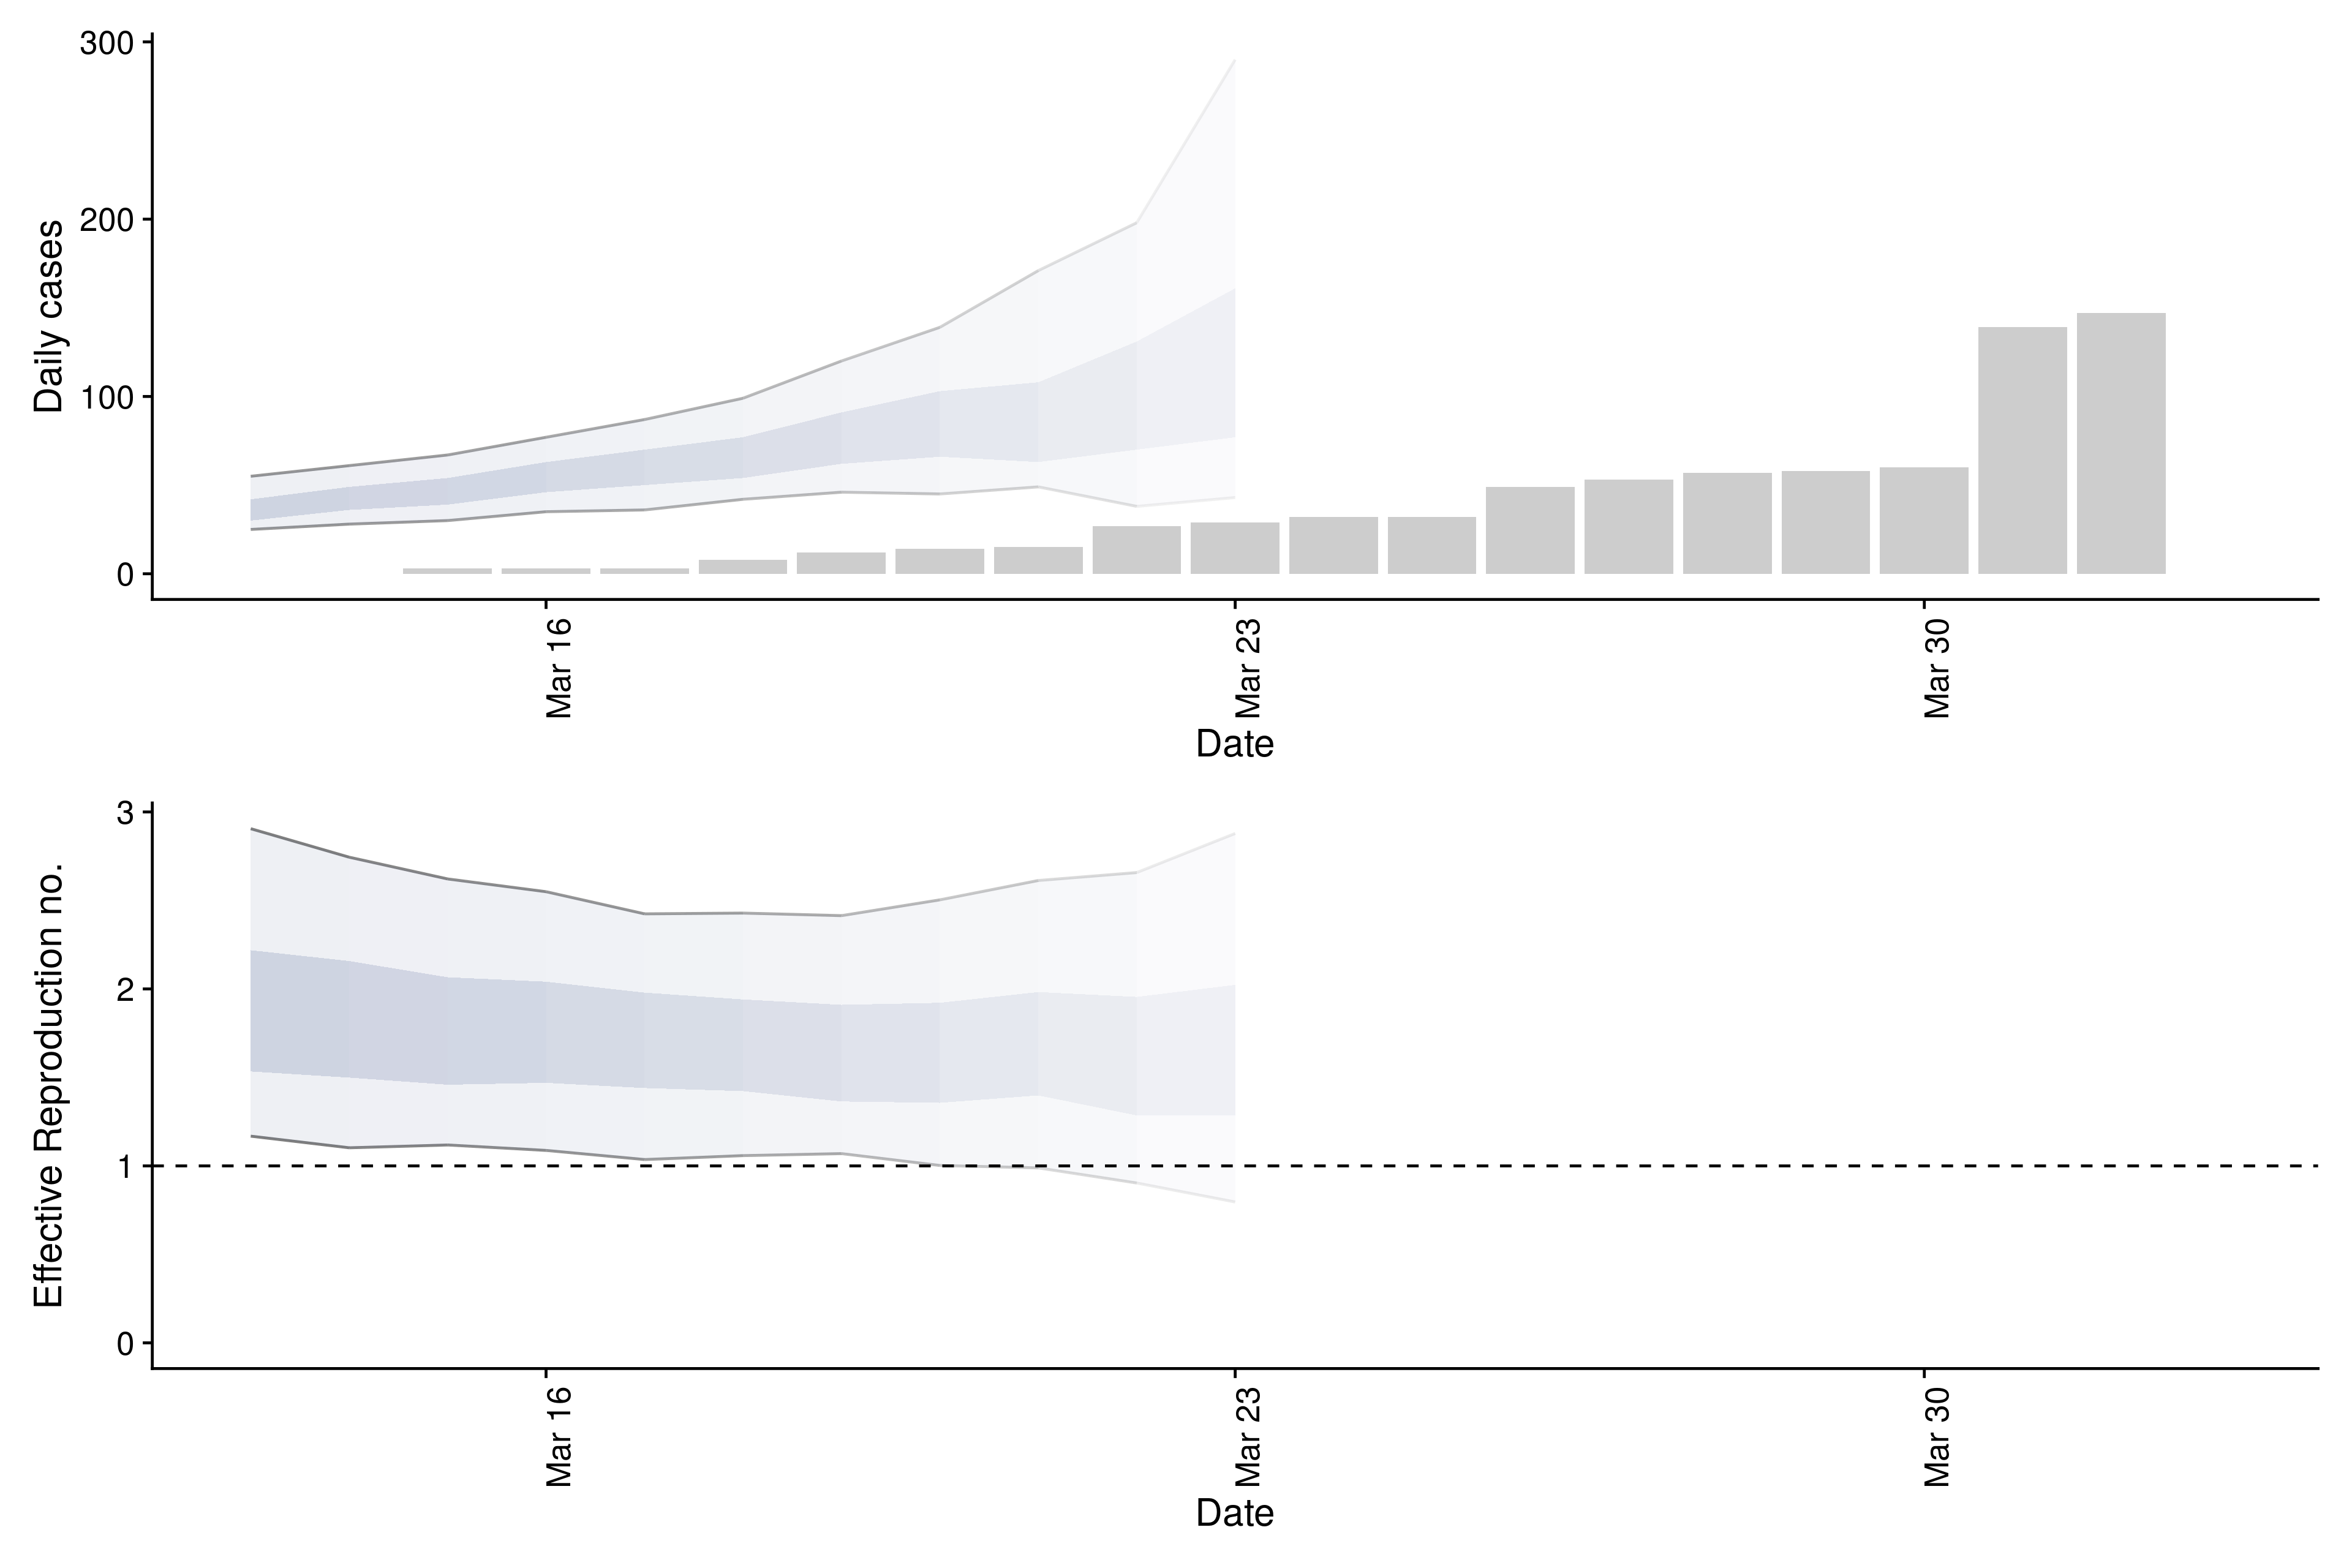 Daily cases
300
200
100
0
Mar 16
Mar 23
Mar 30
Date
Effective Reproduction no.
3
2
1
0
Mar 16
Mar 23
Mar 30
Date